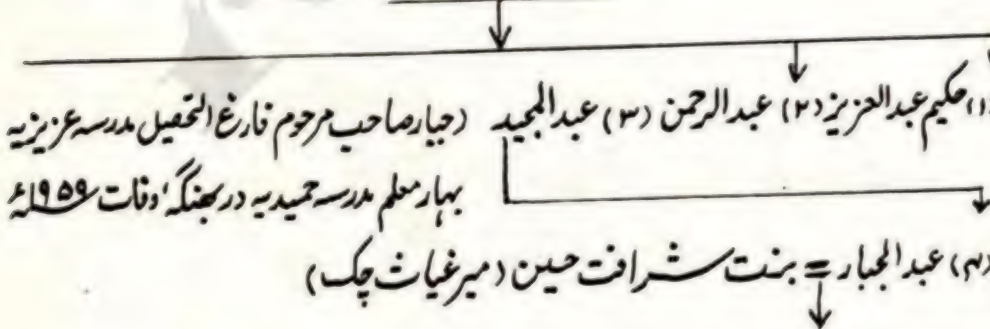 (۱) حکیم عبدالعزیز (۲) عبدالرحمن (۳) عبدالمجید (جبار صاحب مرحوم فارغ التحصیل مدرسہ عزیزیہ
بہار معلم مدرسہ حمیدیہ دربھنگہ، وفات ۱۹۵۹ء
(۴) عبدالجبار = بنت شرافت حسین (میر غیاث چک)